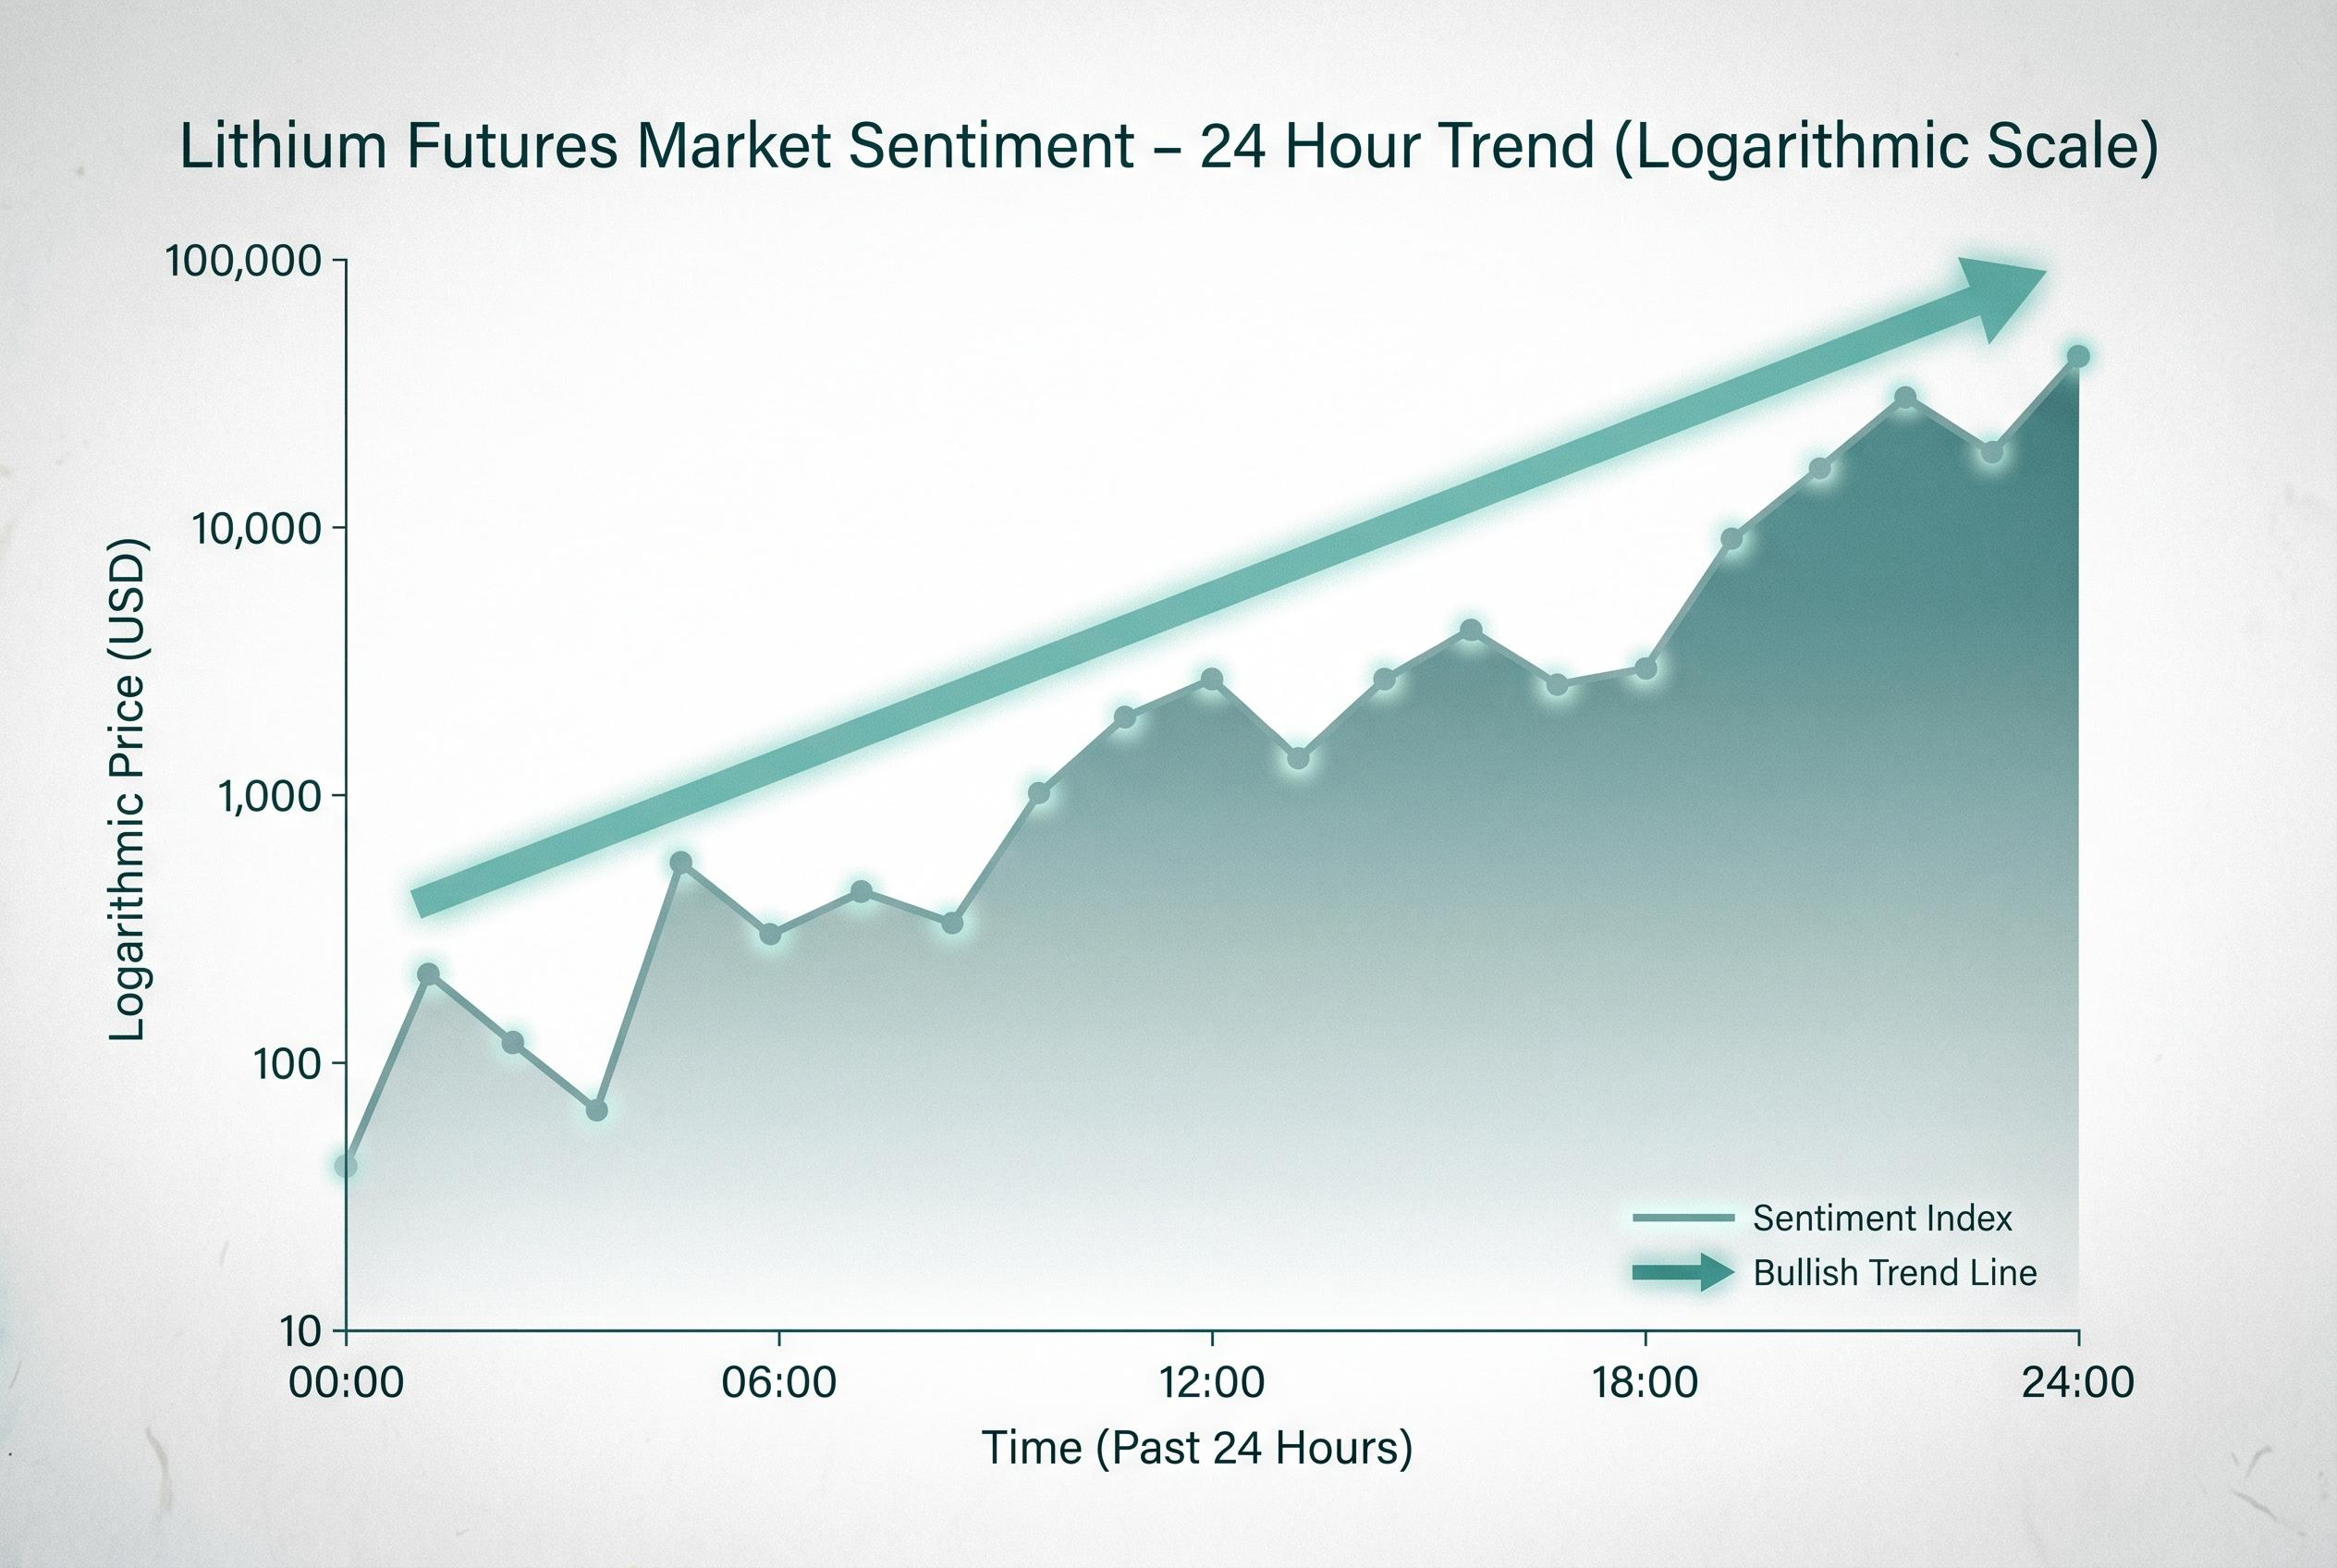 Lithium Futures Market Sentiment – 24 Hour Trend (Logarithmic Scale)
Logarithmic Price (USD)
100,000
10,000
1,000
100
10
00:00 06:00 12:00 18:00 24:00
Time (Past 24 Hours)
Sentiment Index
Bullish Trend Line